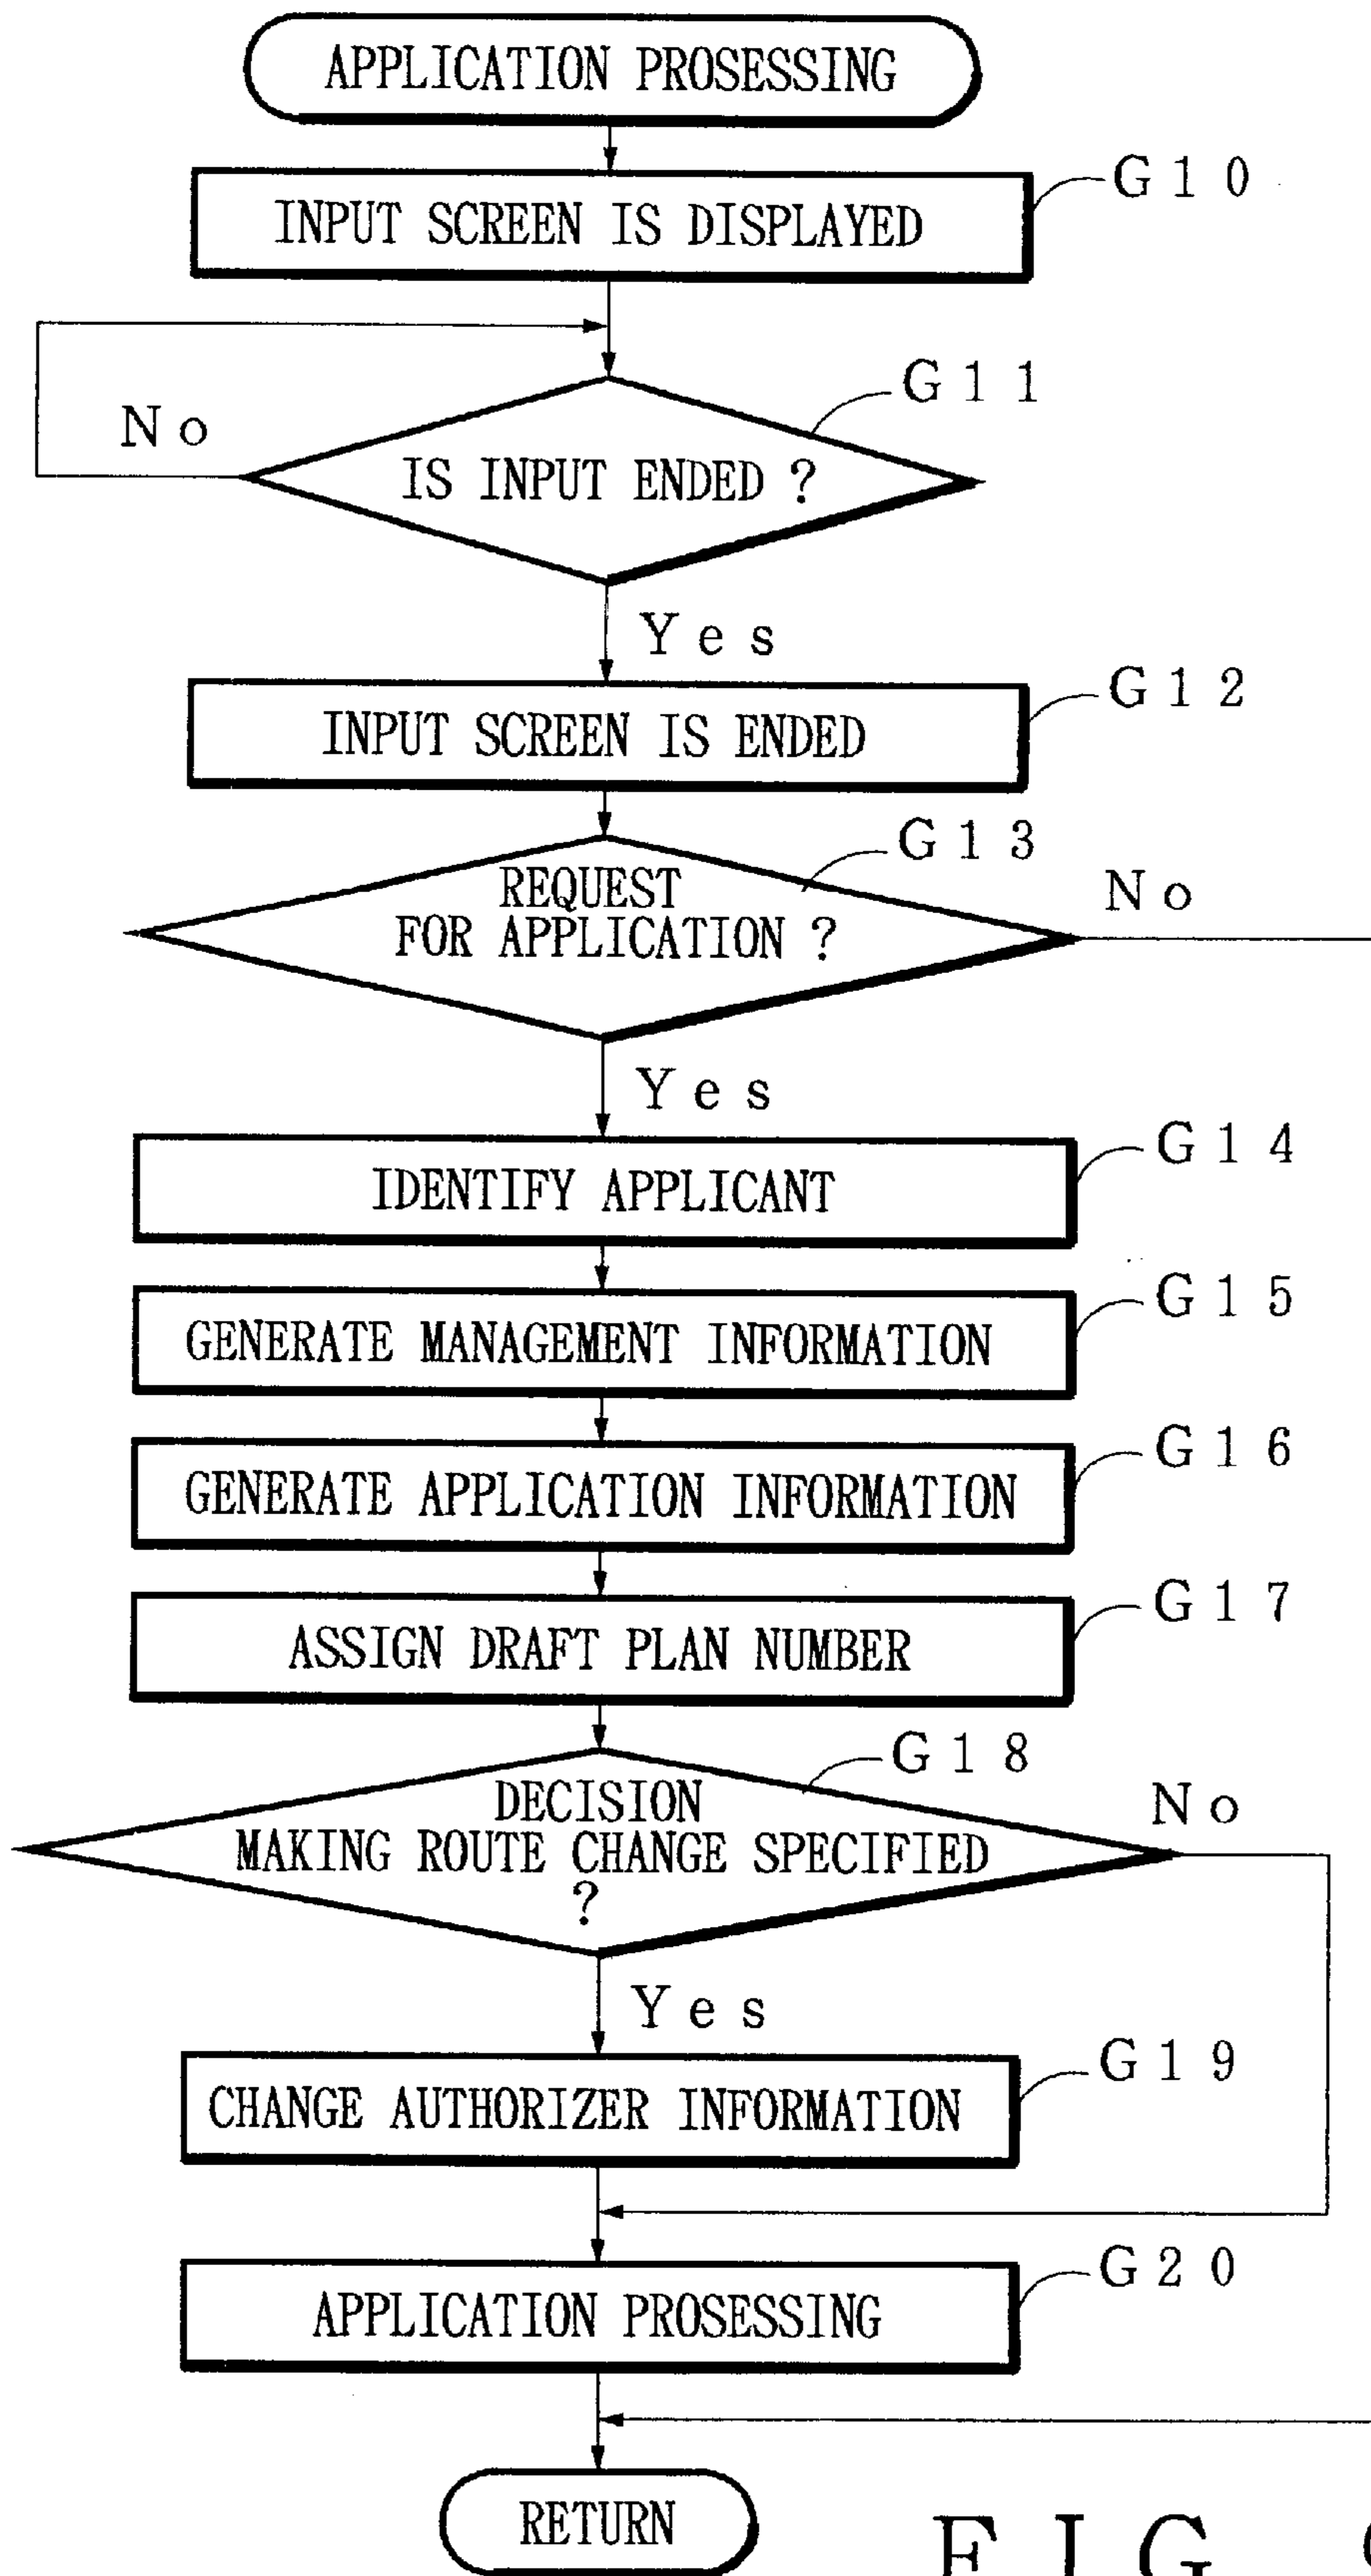 APPLICATION PROSESSING
G10
INPUT SCREEN IS DISPLAYED
G11
No
IS INPUT ENDED ?
Yes
G12
INPUT SCREEN IS ENDED
G13
REQUEST
No
FOR APPLICATION ?
Yes
G14
IDENTIFY APPLICANT
G15
GENERATE MANAGEMENT INFORMATION
G16
GENERATE APPLICATION INFORMATION
G17
ASSIGN DRAFT PLAN NUMBER
G18
DECISION
No
MAKING ROUTE CHANGE SPECIFIED
?
Yes
G19
CHANGE AUTHORIZER INFORMATION
G20
APPLICATION PROSESSING
RETURN
FIG